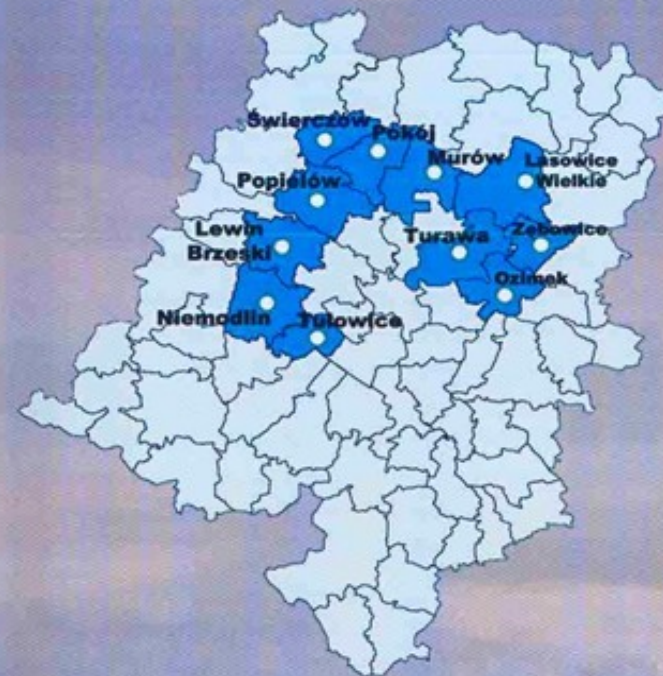 Świerczów
Pokój
Murów
Lasowice
Wielkie
Popielów
Lewin
Brzeski
Turawa
Zębowice
Ozimek
Niemodlin
Tułowice